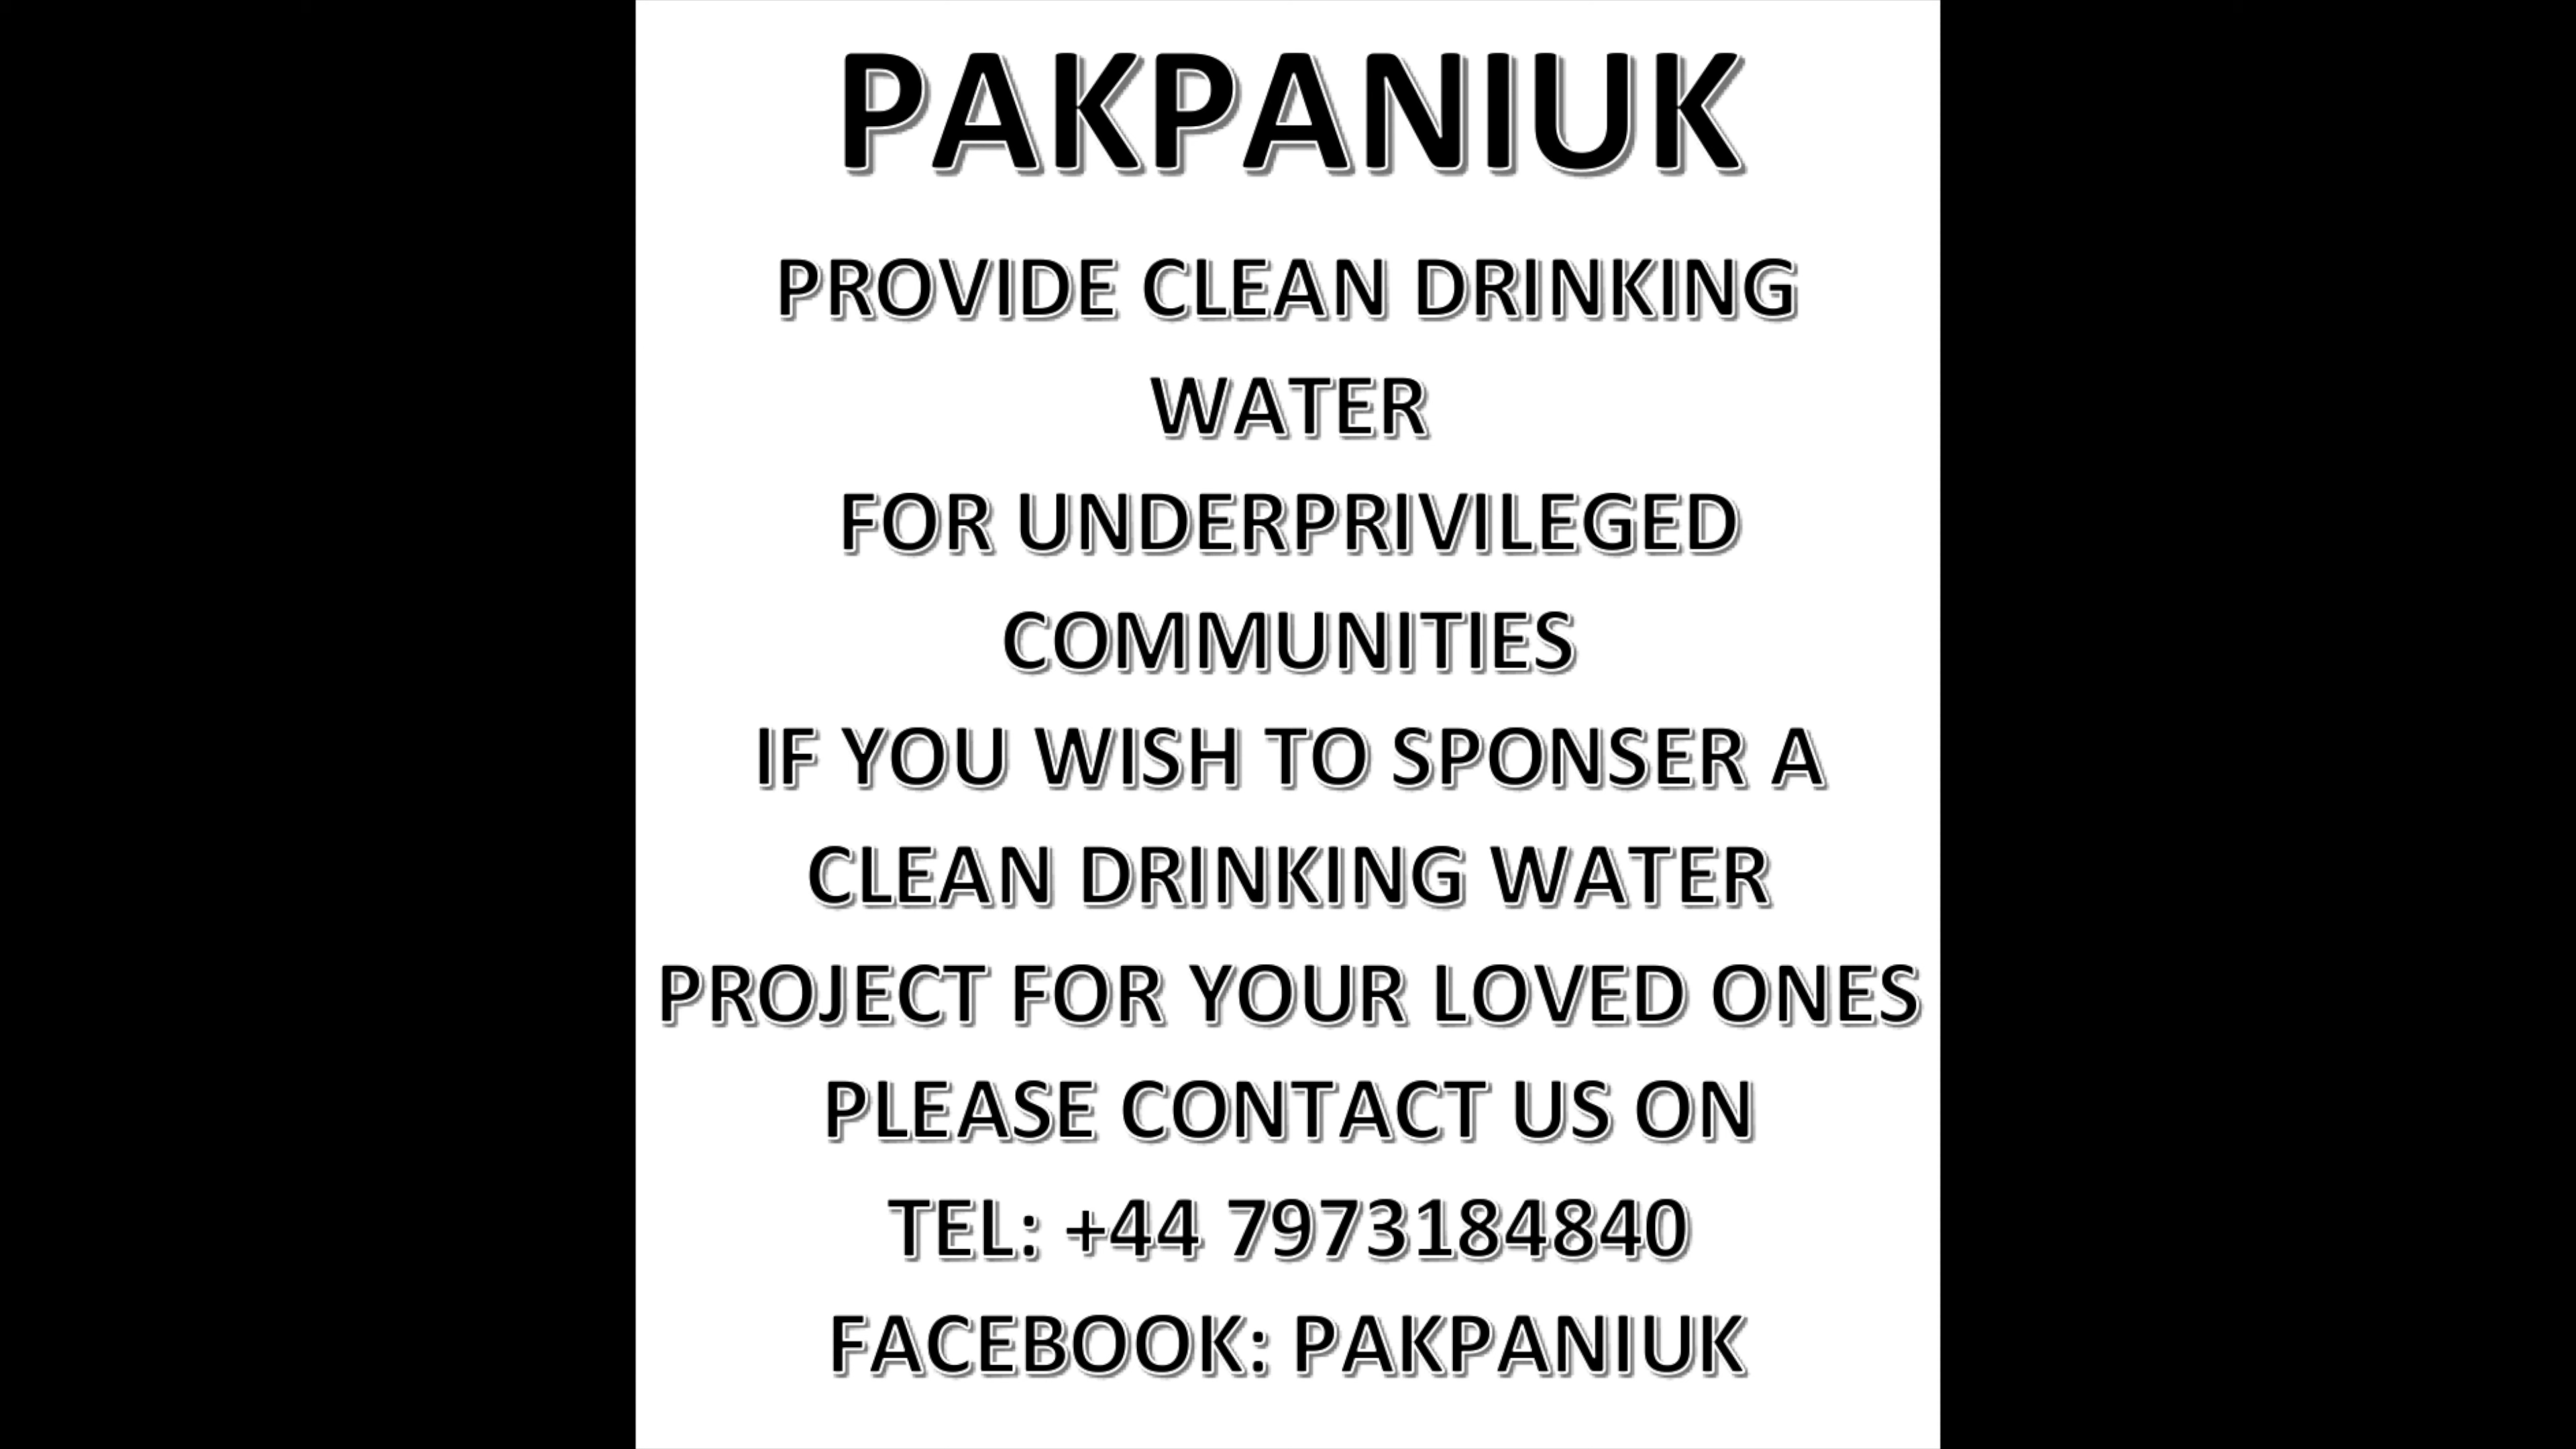 PAKPANIUK
PROVIDE CLEAN DRINKING
WATER
FOR UNDERPRIVILEGED
COMMUNITIES
IF YOU WISH TO SPONSER A
CLEAN DRINKING WATER
PROJECT FOR YOUR LOVED ONES
PLEASE CONTACT US ON
TEL: +44 7973184840
FACEBOOK: PAKPANIUK